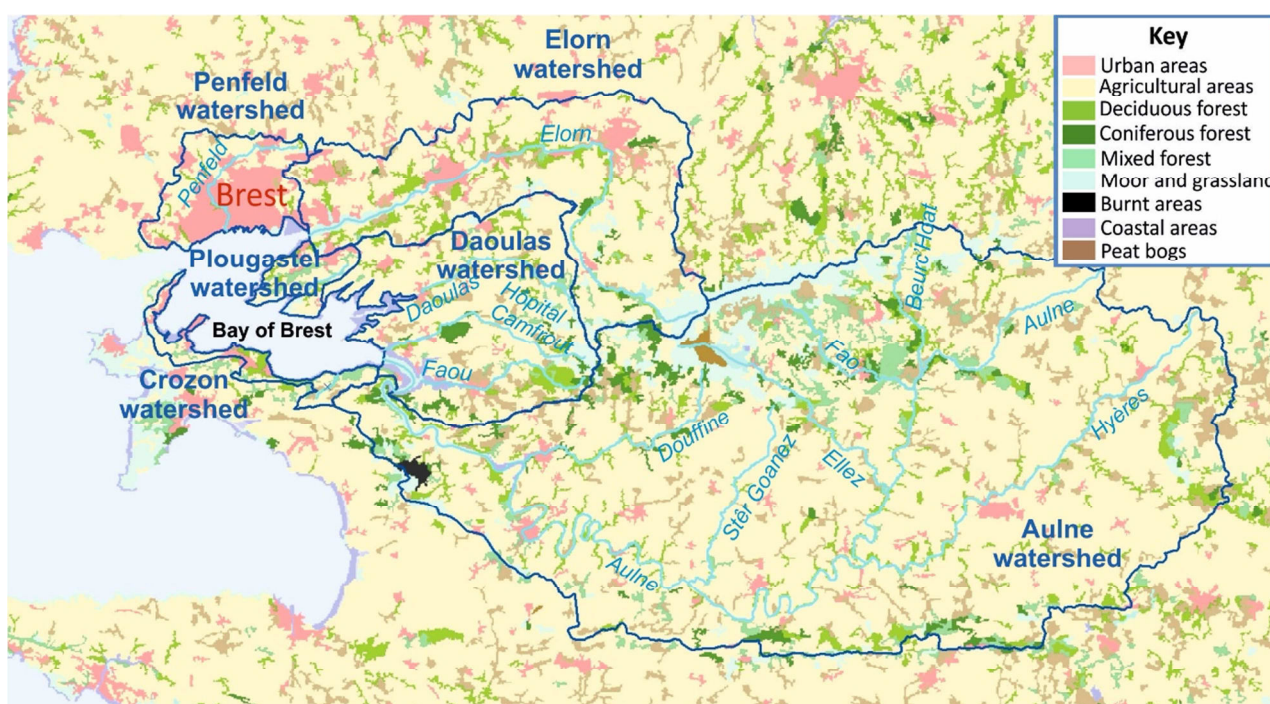 Elorn
watershed
Penfeld
watershed
Key
Urban areas
Agricultural areas
Deciduous forest
Coniferous forest
Mixed forest
Moor and grassland
Burnt areas
Coastal areas
Peat bogs
Elorn
Penfeld
Brest
Plougastel
watershed
Daoulas
watershed
Daoulas
Hôpital
Camfrout
Bay of Brest
Beurc'Hoat
Aulne
Fao
Faou
Crozon
watershed
Hyères
Douffine
Ellez
Stêr Goanez
Aulne
Aulne
watershed